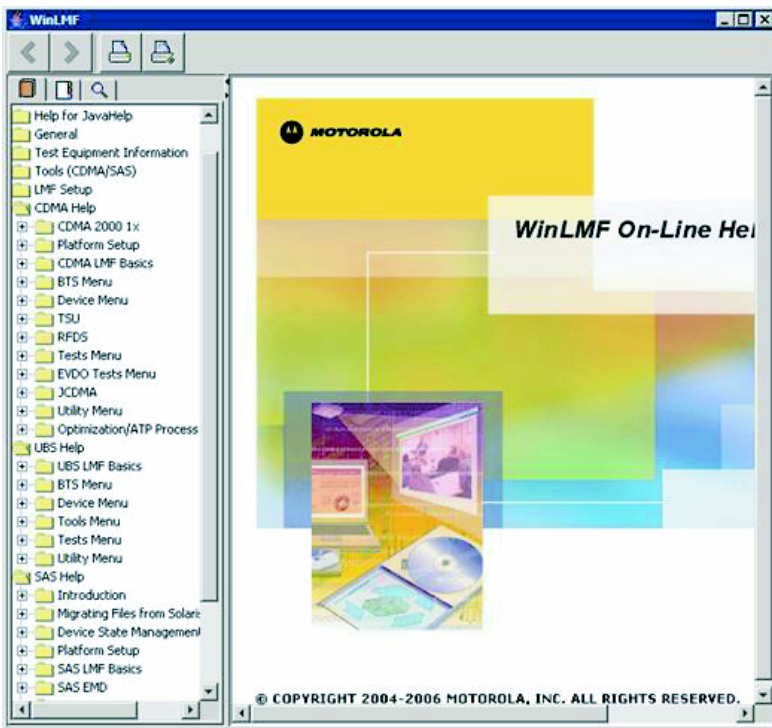 WinLMF
Help for JavaHelp
General
Test Equipment Information
Tools (CDMA/SAS)
LMF Setup
CDMA Help
CDMA 2000 1x
Platform Setup
CDMA LMF Basics
BTS Menu
Device Menu
TSU
RFDS
Tests Menu
EVDO Tests Menu
JCDMA
Utility Menu
Optimization/ATP Process
UBS Help
UBS LMF Basics
BTS Menu
Device Menu
Tools Menu
Tests Menu
Utility Menu
SAS Help
Introduction
Migrating Files from Solaris
Device State Management
Platform Setup
SAS LMF Basics
SAS EMD
MOTOROLA
WinLMF On-Line Hel
© COPYRIGHT 2004-2006 MOTOROLA, INC. ALL RIGHTS RESERVED.